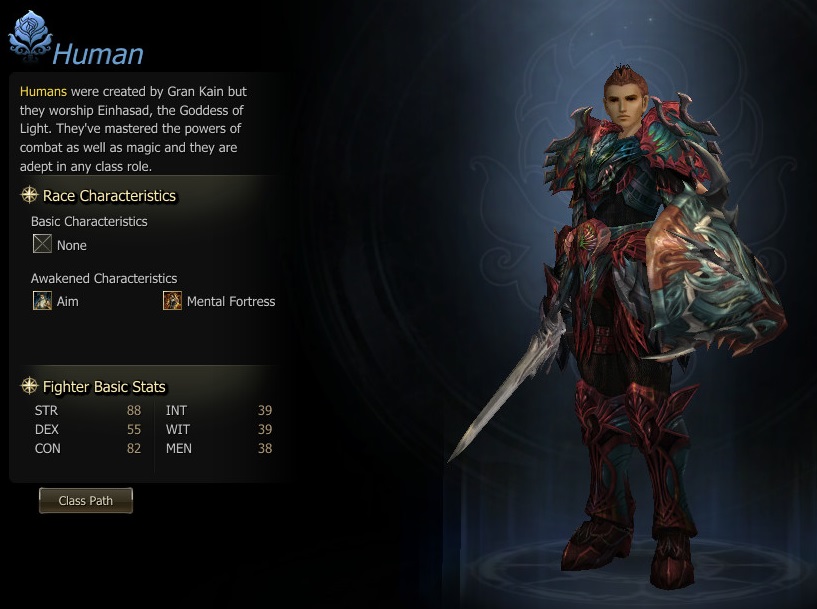 Human
Humans were created by Gran Kain but
they worship Einhasad, the Goddess of
Light. They've mastered the powers of
combat as well as magic and they are
adept in any class role.
Race Characteristics
Basic Characteristics
None
Awakened Characteristics
Aim Mental Fortress
Fighter Basic Stats
STR 88 INT 39
DEX 55 WIT 39
CON 82 MEN 38
Class Path